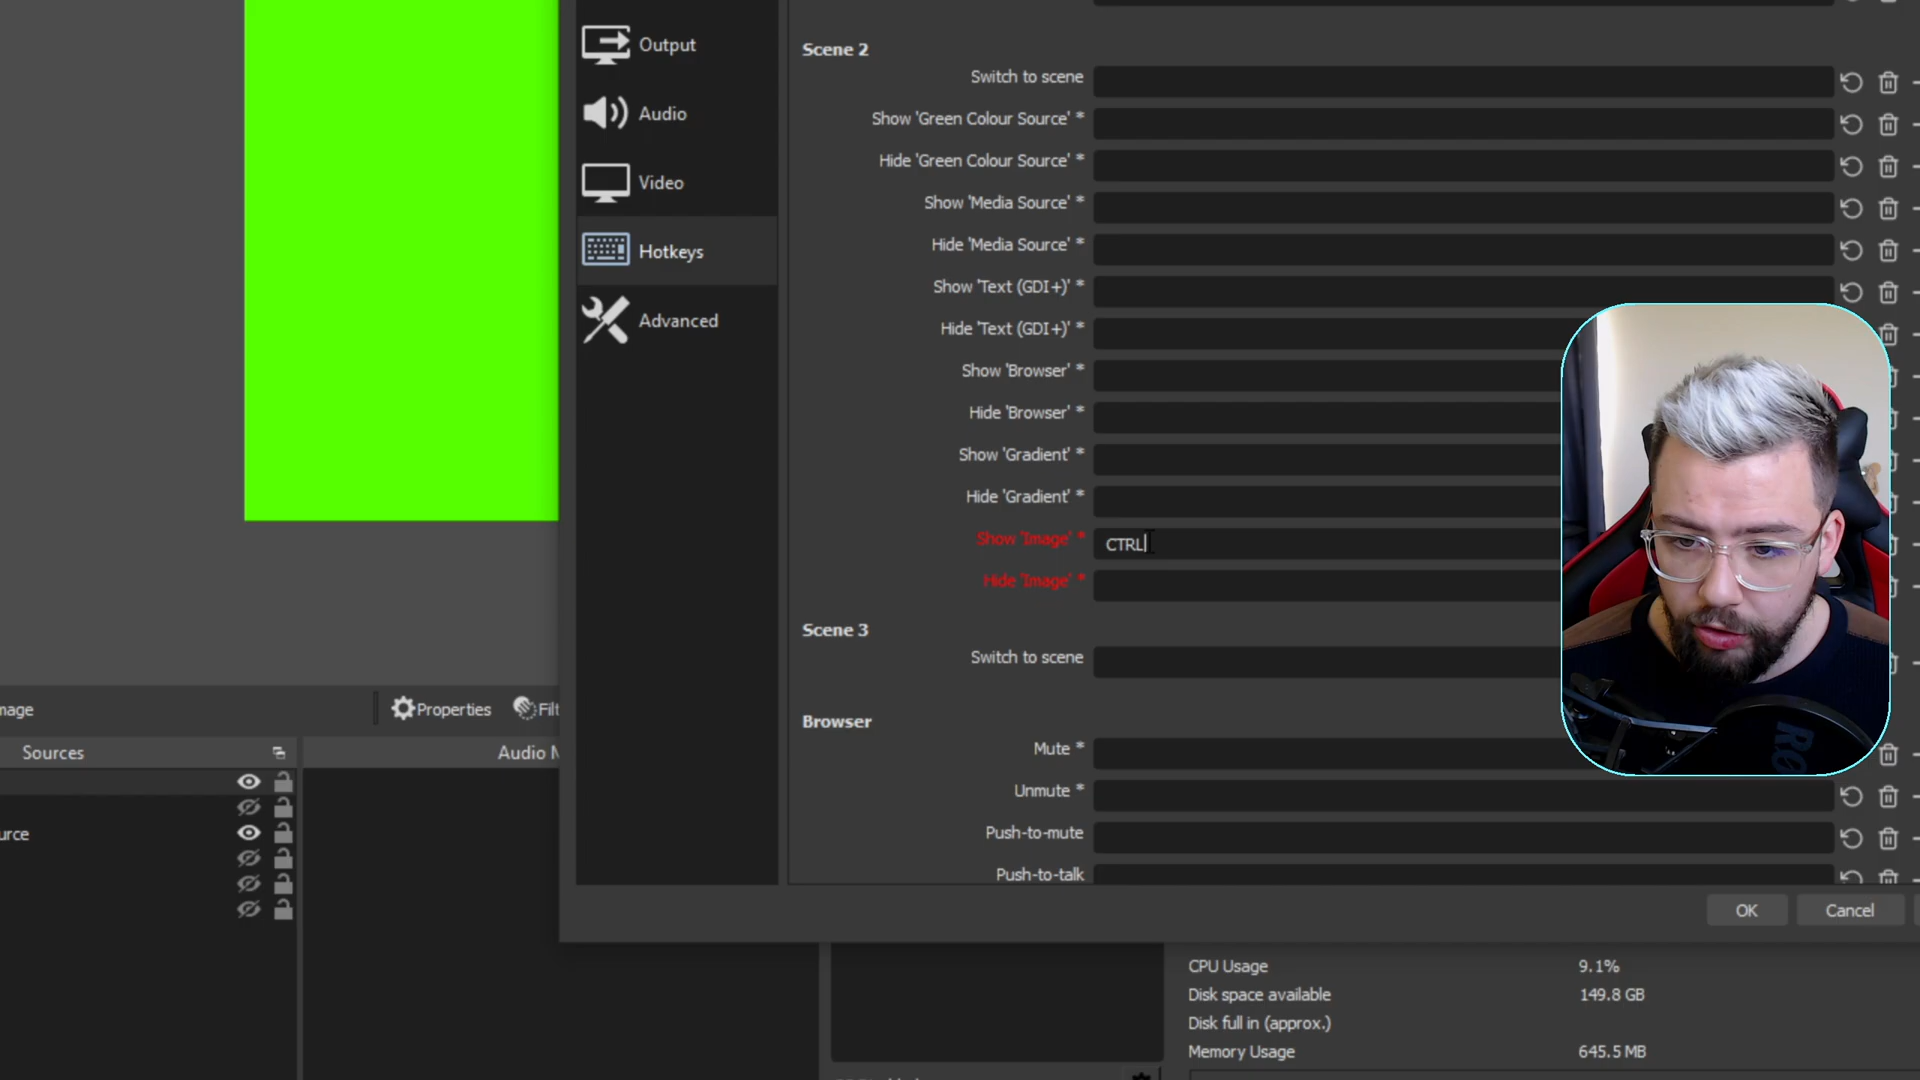 Output
Audio
Video
Hotkeys
Advanced
Scene 2
Switch to scene
Show 'Green Colour Source' *
Hide 'Green Colour Source' *
Show 'Media Source' *
Hide 'Media Source' *
Show 'Text (GDI+)' *
Hide 'Text (GDI+)' *
Show 'Browser' *
Hide 'Browser' *
Show 'Gradient' *
Hide 'Gradient' *
Show 'Image' *
CTRL
Hide 'Image' *
Scene 3
Switch to scene
Browser
Mute *
Unmute *
Push-to-mute
Push-to-talk
OK
Cancel
mage
Properties
Filt
Sources
Audio M
urce
CPU Usage
9.1%
Disk space available
149.8 GB
Disk full in (approx.)
Memory Usage
645.5 MB